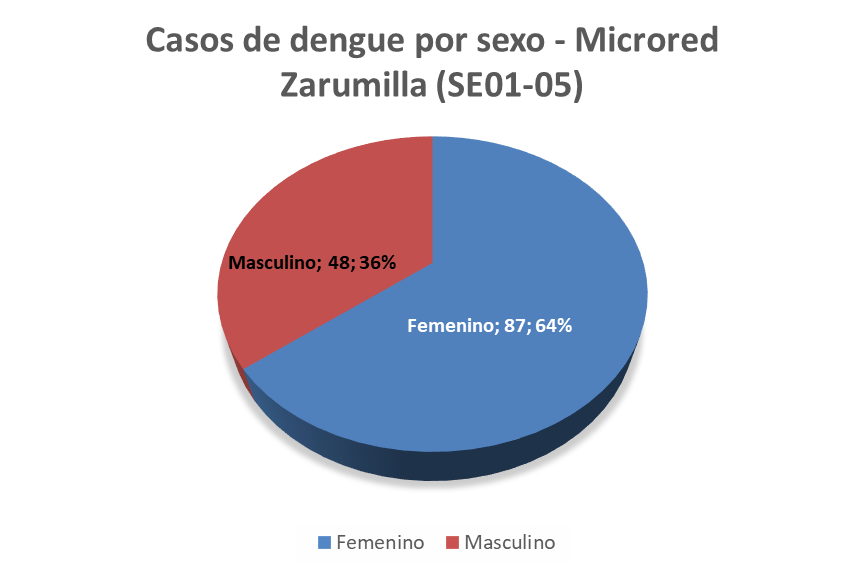 Casos de dengue por sexo - Microred
Zarumilla (SE01-05)
Masculino; 48; 36%
Femenino; 87; 64%
Femenino
Masculino